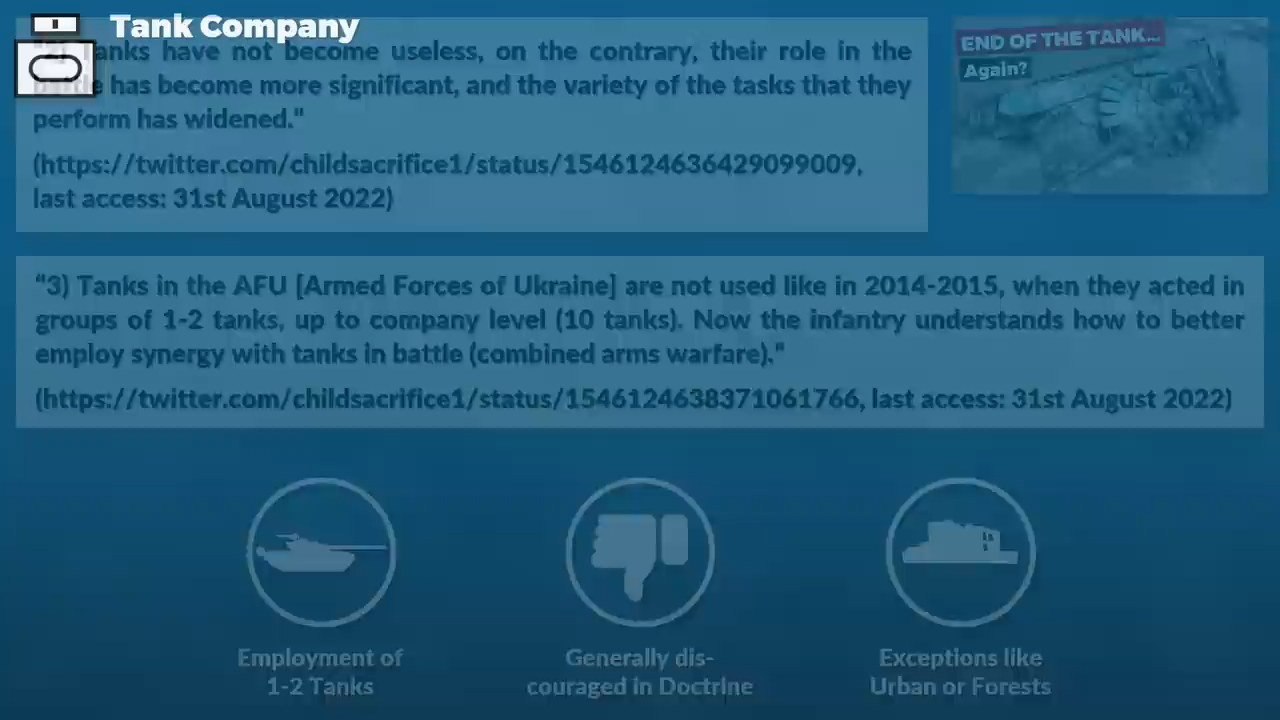 Tank Company
anks have not become useless, on the contrary, their role in the
has become more significant, and the variety of the tasks that they
perform has widened."
(https://twitter.com/childsacrifice1/status/1546124636429099009,
last access: 31st August 2022)
END OF THE TANK...
Again?
"3) Tanks in the AFU [Armed Forces of Ukraine] are not used like in 2014-2015, when they acted in
groups of 1-2 tanks, up to company level (10 tanks). Now the infantry understands how to better
employ synergy with tanks in battle (combined arms warfare)."
(https://twitter.com/childsacrifice1/status/1546124638371061766, last access: 31st August 2022)
Employment of
1-2 Tanks
Generally dis-
couraged in Doctrine
Exceptions like
Urban or Forests